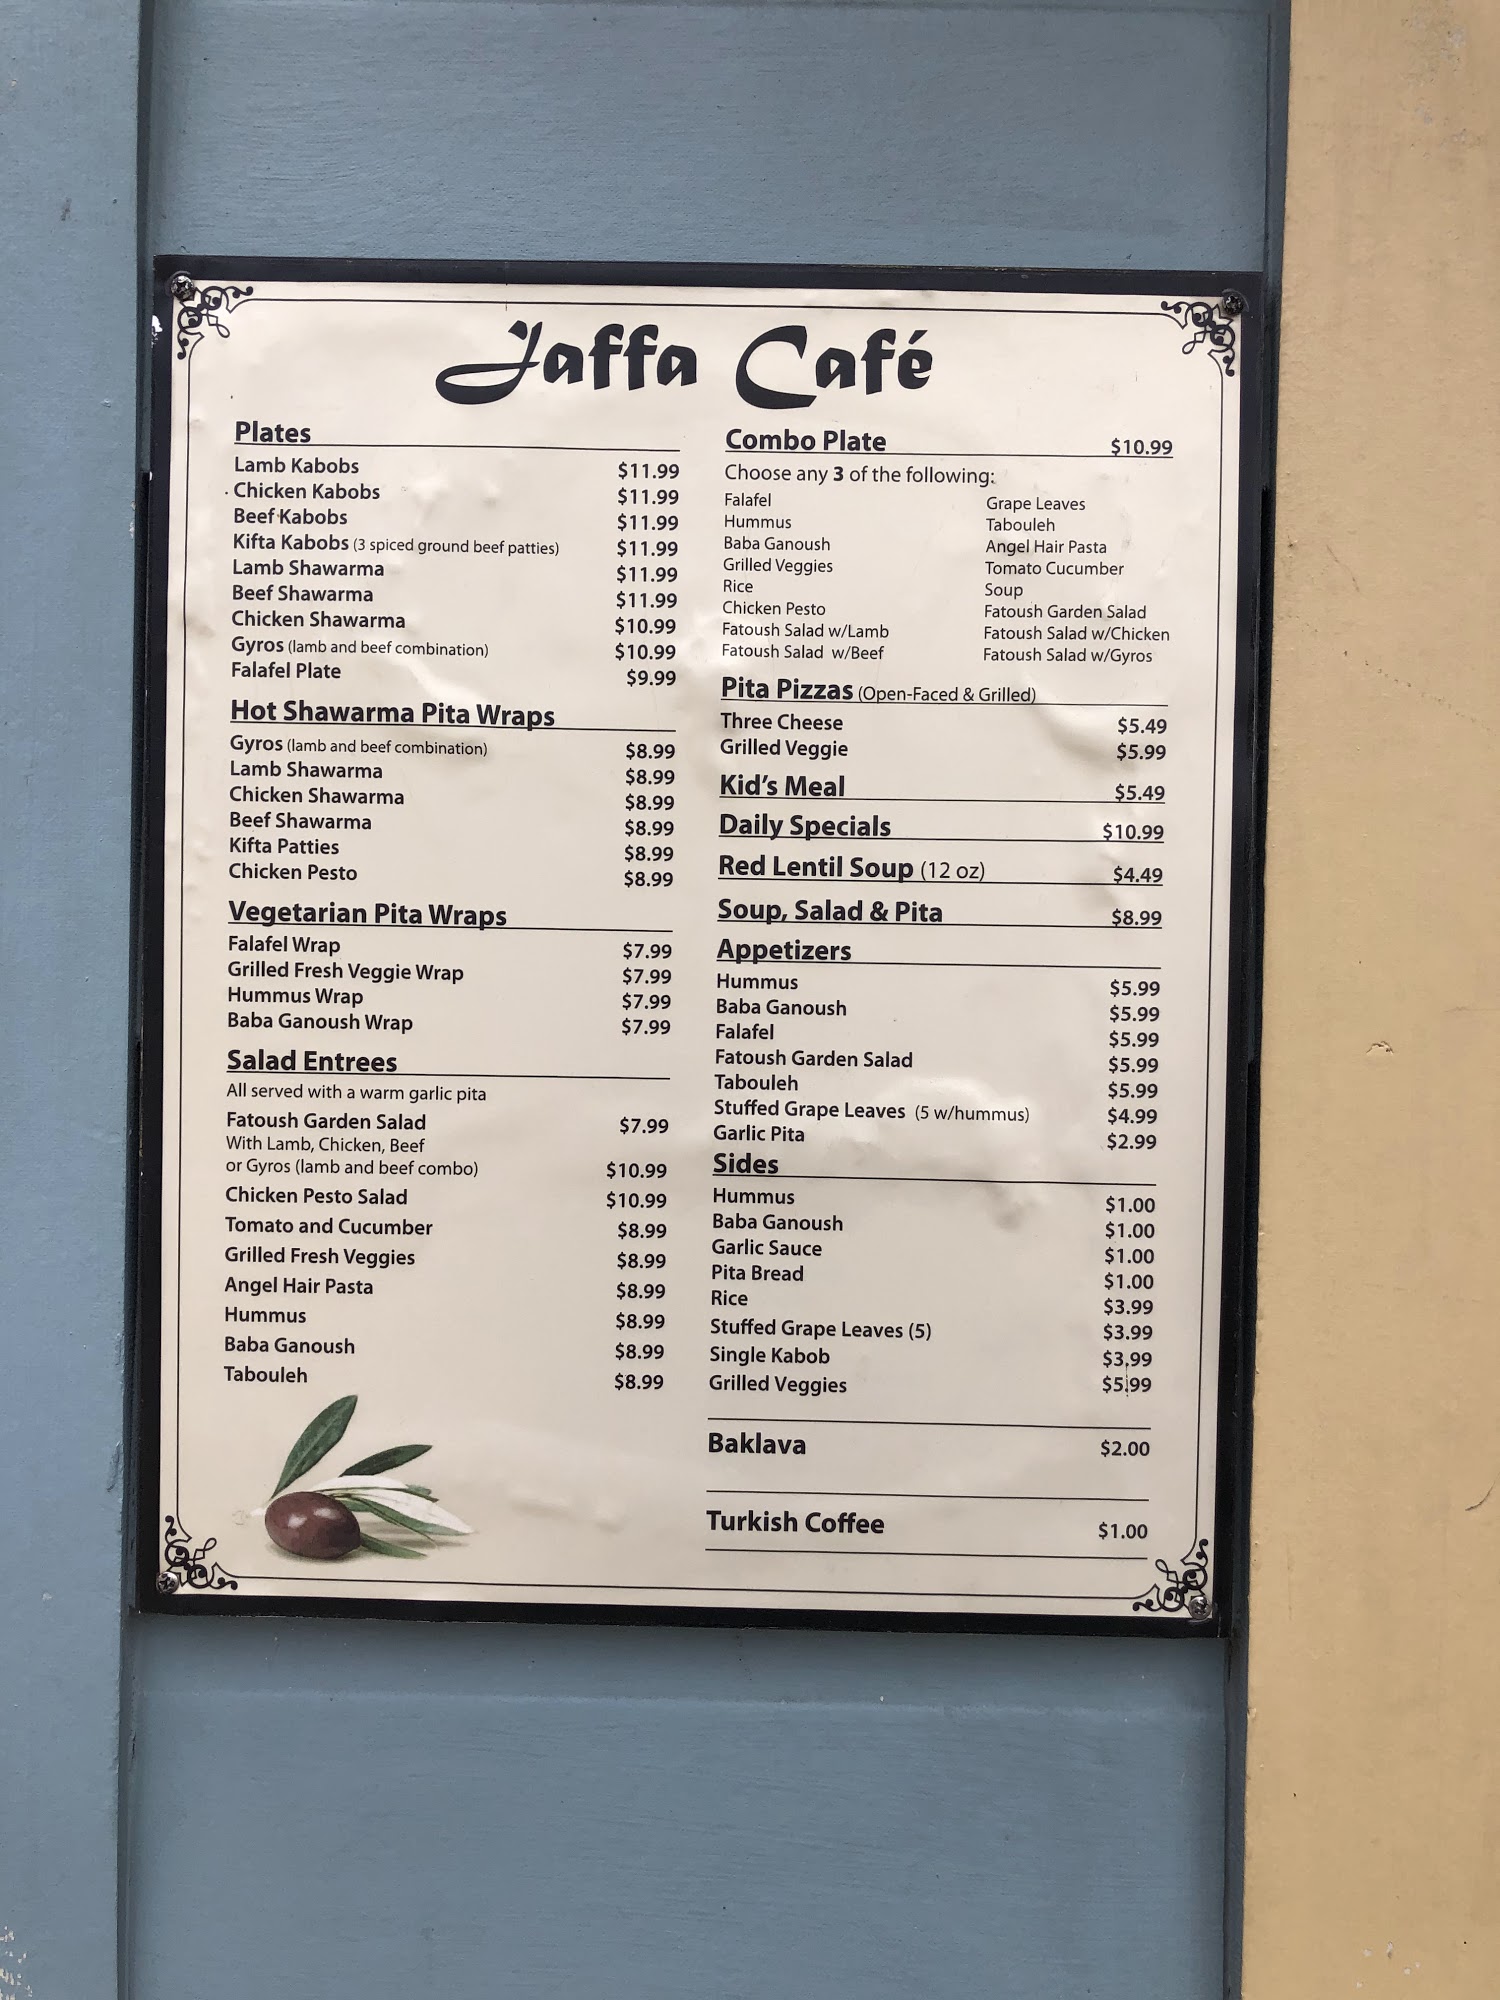 Jaffa Café
Plates
Lamb Kabobs $11.99
Chicken Kabobs $11.99
Beef Kabobs $11.99
Kifta Kabobs (3 spiced ground beef patties) $11.99
Lamb Shawarma $11.99
Beef Shawarma $11.99
Chicken Shawarma $10.99
Gyros (lamb and beef combination) $10.99
Falafel Plate $9.99
Hot Shawarma Pita Wraps
Gyros (lamb and beef combination) $8.99
Lamb Shawarma $8.99
Chicken Shawarma $8.99
Beef Shawarma $8.99
Kifta Patties $8.99
Chicken Pesto $8.99
Vegetarian Pita Wraps
Falafel Wrap $7.99
Grilled Fresh Veggie Wrap $7.99
Hummus Wrap $7.99
Baba Ganoush Wrap $7.99
Salad Entrees
All served with a warm garlic pita
Fatoush Garden Salad $7.99
With Lamb, Chicken, Beef
or Gyros (lamb and beef combo) $10.99
Chicken Pesto Salad $10.99
Tomato and Cucumber $8.99
Grilled Fresh Veggies $8.99
Angel Hair Pasta $8.99
Hummus $8.99
Baba Ganoush $8.99
Tabouleh $8.99
Combo Plate $10.99
Choose any 3 of the following:
Falafel Grape Leaves
Hummus Tabouleh
Baba Ganoush Angel Hair Pasta
Grilled Veggies Tomato Cucumber
Rice Soup
Chicken Pesto Fatoush Garden Salad
Fatoush Salad w/Lamb Fatoush Salad w/Chicken
Fatoush Salad w/Beef Fatoush Salad w/Gyros
Pita Pizzas (Open-Faced & Grilled)
Three Cheese $5.49
Grilled Veggie $5.99
Kid's Meal $5.49
Daily Specials $10.99
Red Lentil Soup (12 oz) $4.49
Soup, Salad & Pita $8.99
Appetizers
Hummus $5.99
Baba Ganoush $5.99
Falafel $5.99
Fatoush Garden Salad $5.99
Tabouleh $5.99
Stuffed Grape Leaves (5 w/hummus) $4.99
Garlic Pita $2.99
Sides
Hummus $1.00
Baba Ganoush $1.00
Garlic Sauce $1.00
Pita Bread $1.00
Rice $3.99
Stuffed Grape Leaves (5) $3.99
Single Kabob $3.99
Grilled Veggies $5.99
Baklava $2.00
Turkish Coffee $1.00